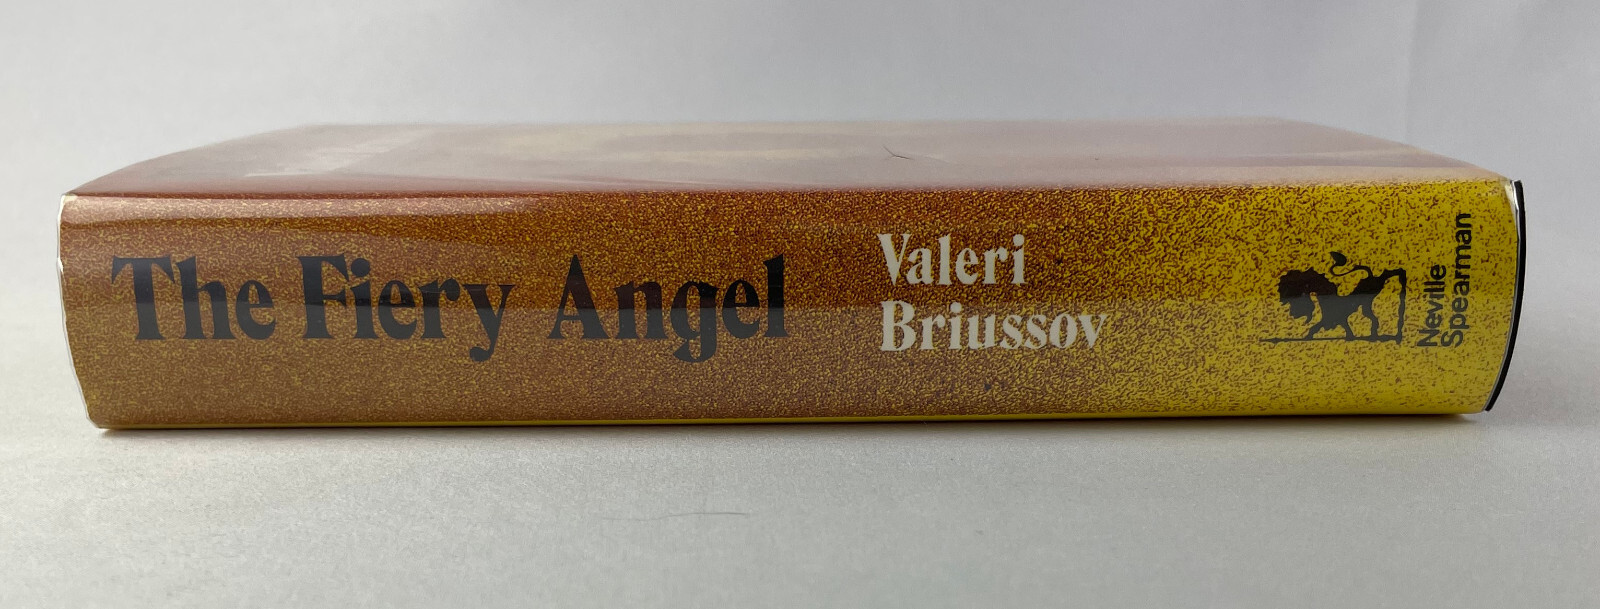 The Fiery Angel
Valeri
Briussov
Neville
Spearman